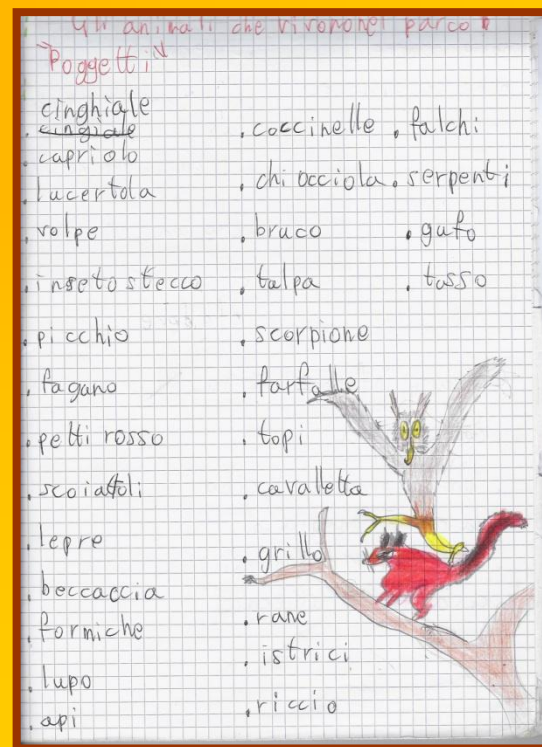 Gli animali che vivono nel parco i
"Poggetti"
cinghiale
. cingiale
. capriolo
. lucertola
. volpe
. inseto stecco
. picchio
. fagano
. petti rosso
. scoiattoli
. lepre
. beccaccia
. formiche
. lupo
. api
. coccinelle
. chiocciola
. bruco
. talpa
. scorpione
. farfalle
. topi
. cavalletta
. grillo
. rane
. istrici
. riccio
. falchi
. serpenti
. gufo
. tasso